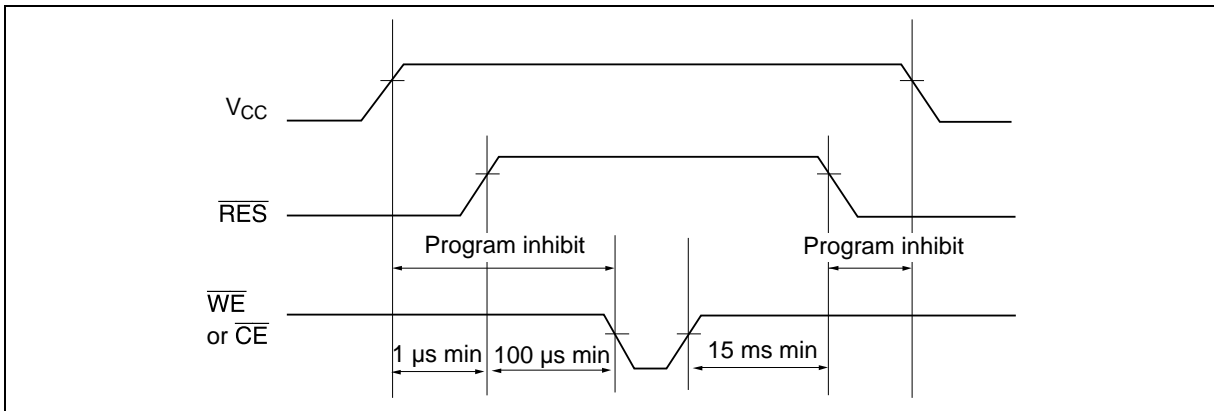 VCC
RES
Program inhibit
Program inhibit
WE
or CE
1 µs min
100 µs min
15 ms min